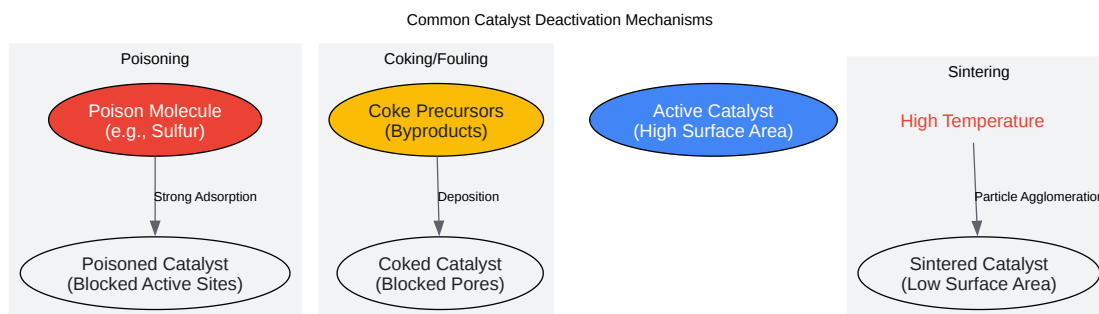 Common Catalyst Deactivation Mechanisms
Poisoning
Poison Molecule
(e.g., Sulfur)
Strong Adsorption
Poisoned Catalyst
(Blocked Active Sites)
Coking/Fouling
Coke Precursors
(Byproducts)
Deposition
Coked Catalyst
(Blocked Pores)
Active Catalyst
(High Surface Area)
Sintering
High Temperature
Particle Agglomeration
Sintered Catalyst
(Low Surface Area)